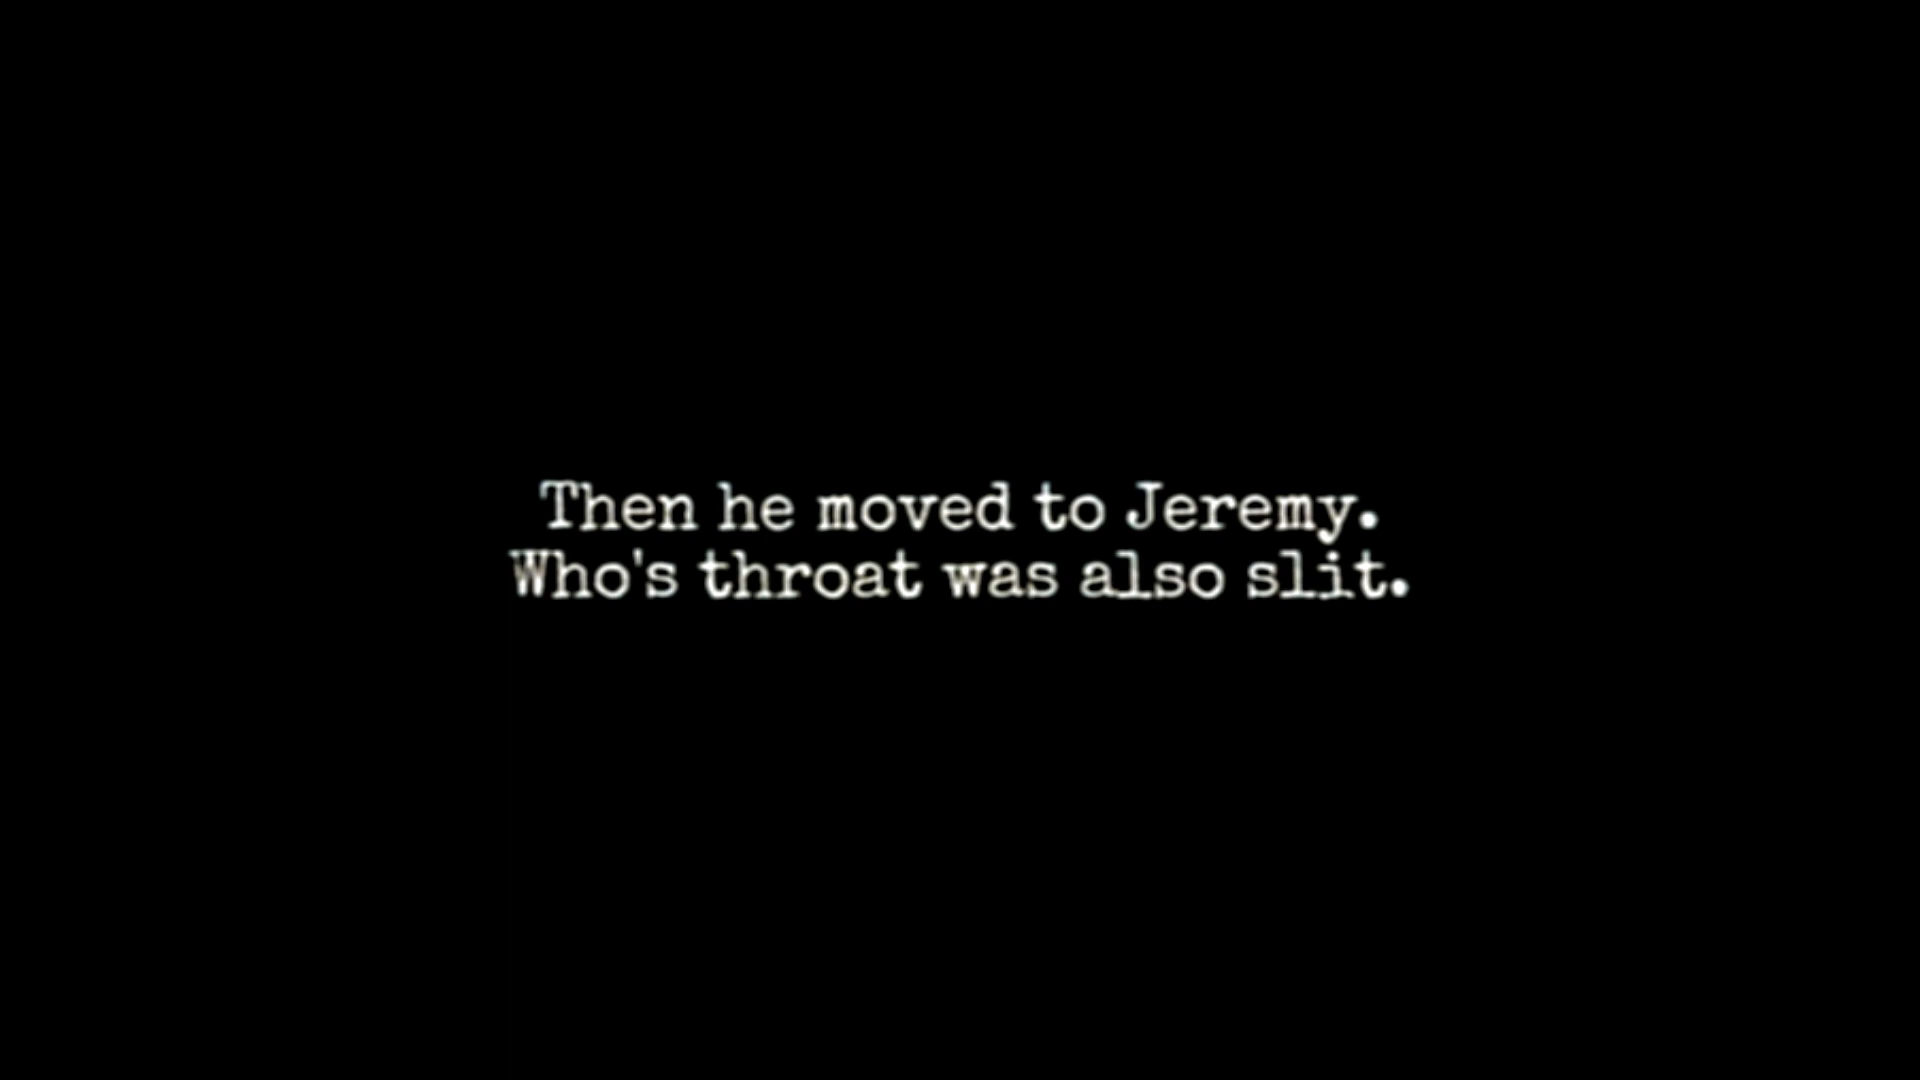 Then he moved to Jeremy.
Who's throat was also slit.